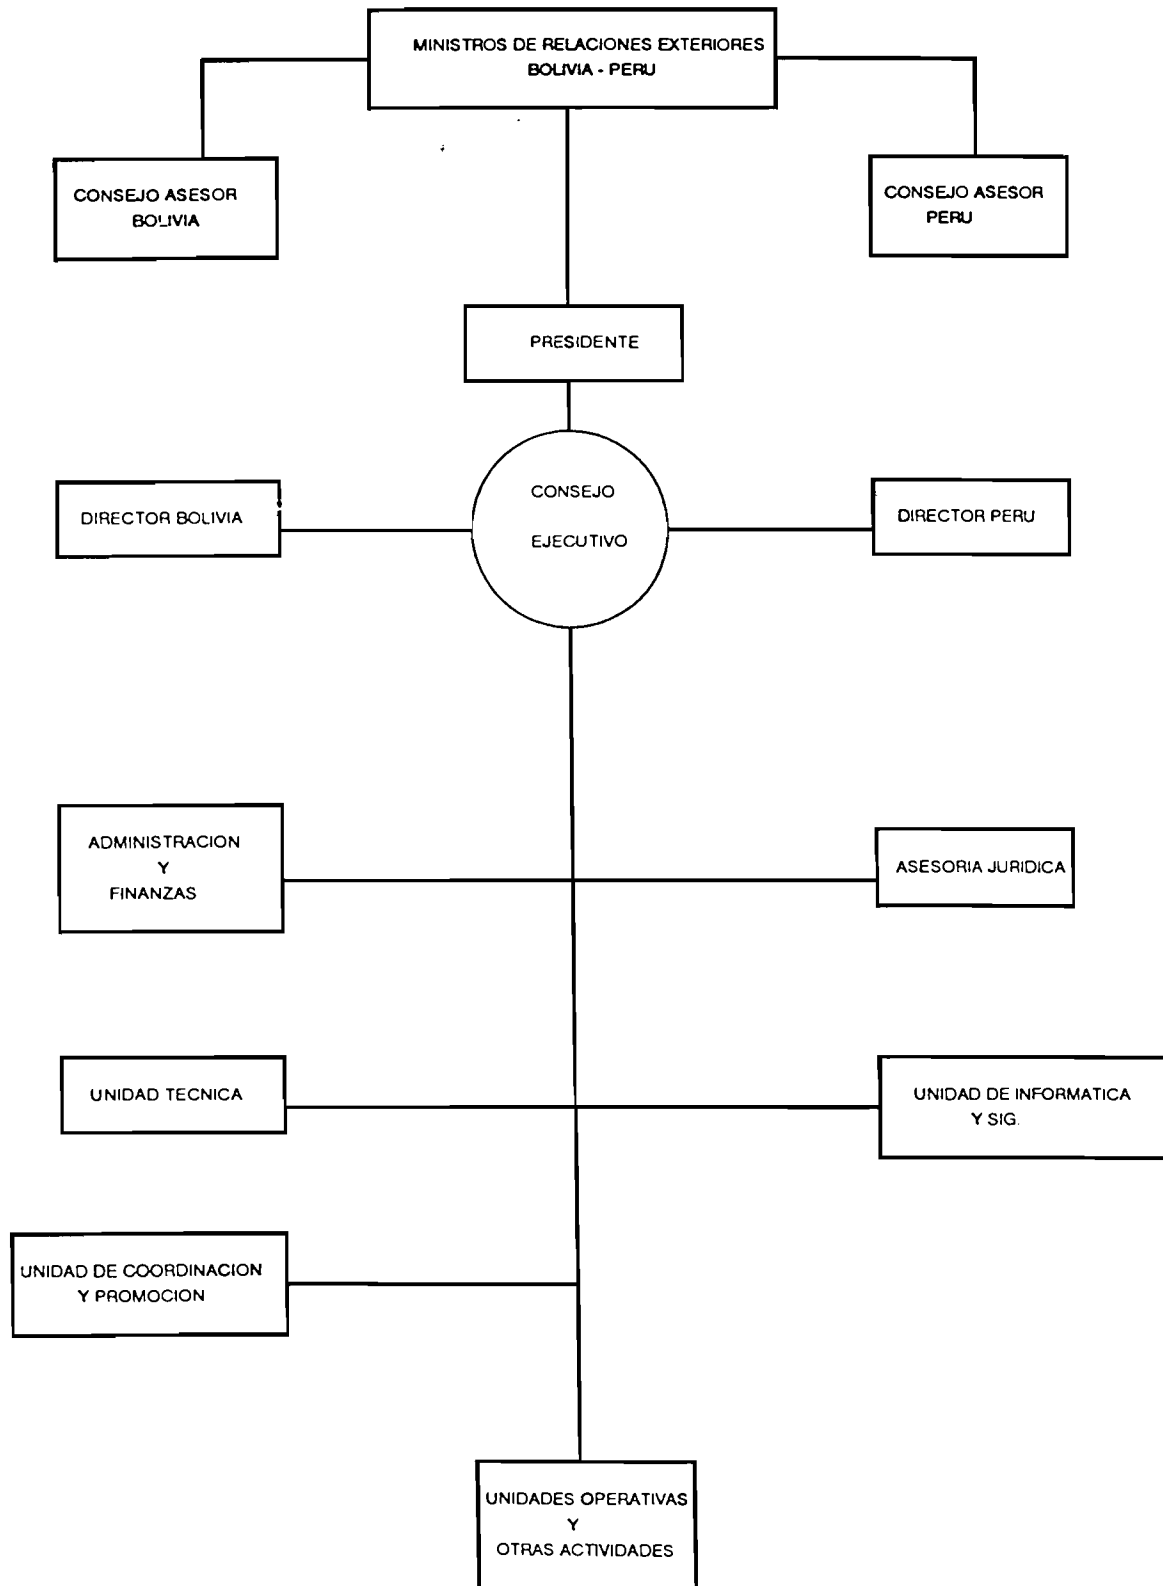 MINISTROS DE RELACIONES EXTERIORES
BOLIVIA - PERU
CONSEJO ASESOR
BOLIVIA
CONSEJO ASESOR
PERU
PRESIDENTE
CONSEJO
EJECUTIVO
DIRECTOR BOLIVIA
DIRECTOR PERU
ADMINISTRACION
Y
FINANZAS
ASESORIA JURIDICA
UNIDAD TECNICA
UNIDAD DE INFORMATICA
Y SIG.
UNIDAD DE COORDINACION
Y PROMOCION
UNIDADES OPERATIVAS
Y
OTRAS ACTIVIDADES